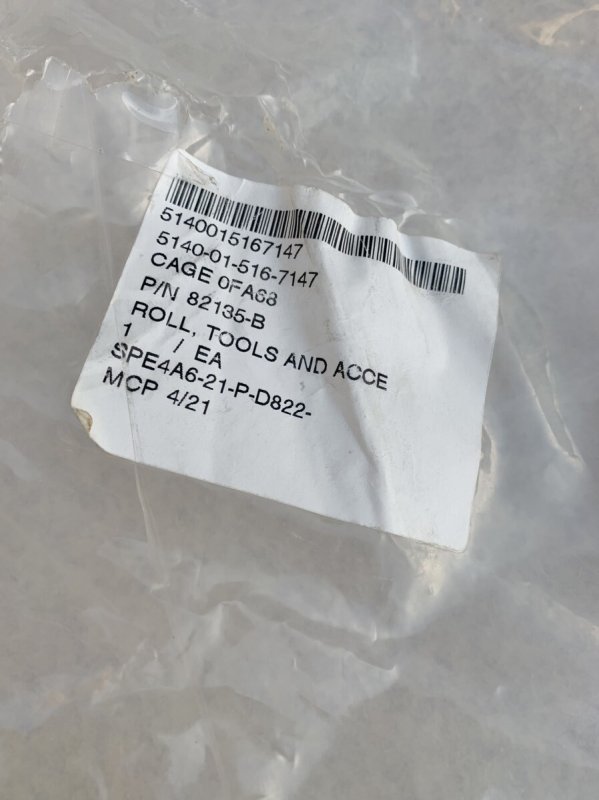 5140015167147
5140-01-516-7147
CAGE 0FA68
P/N 82135-B
ROLL, TOOLS AND ACCE
1 / EA
SPE4A6-21-P-D822-
MCP 4/21